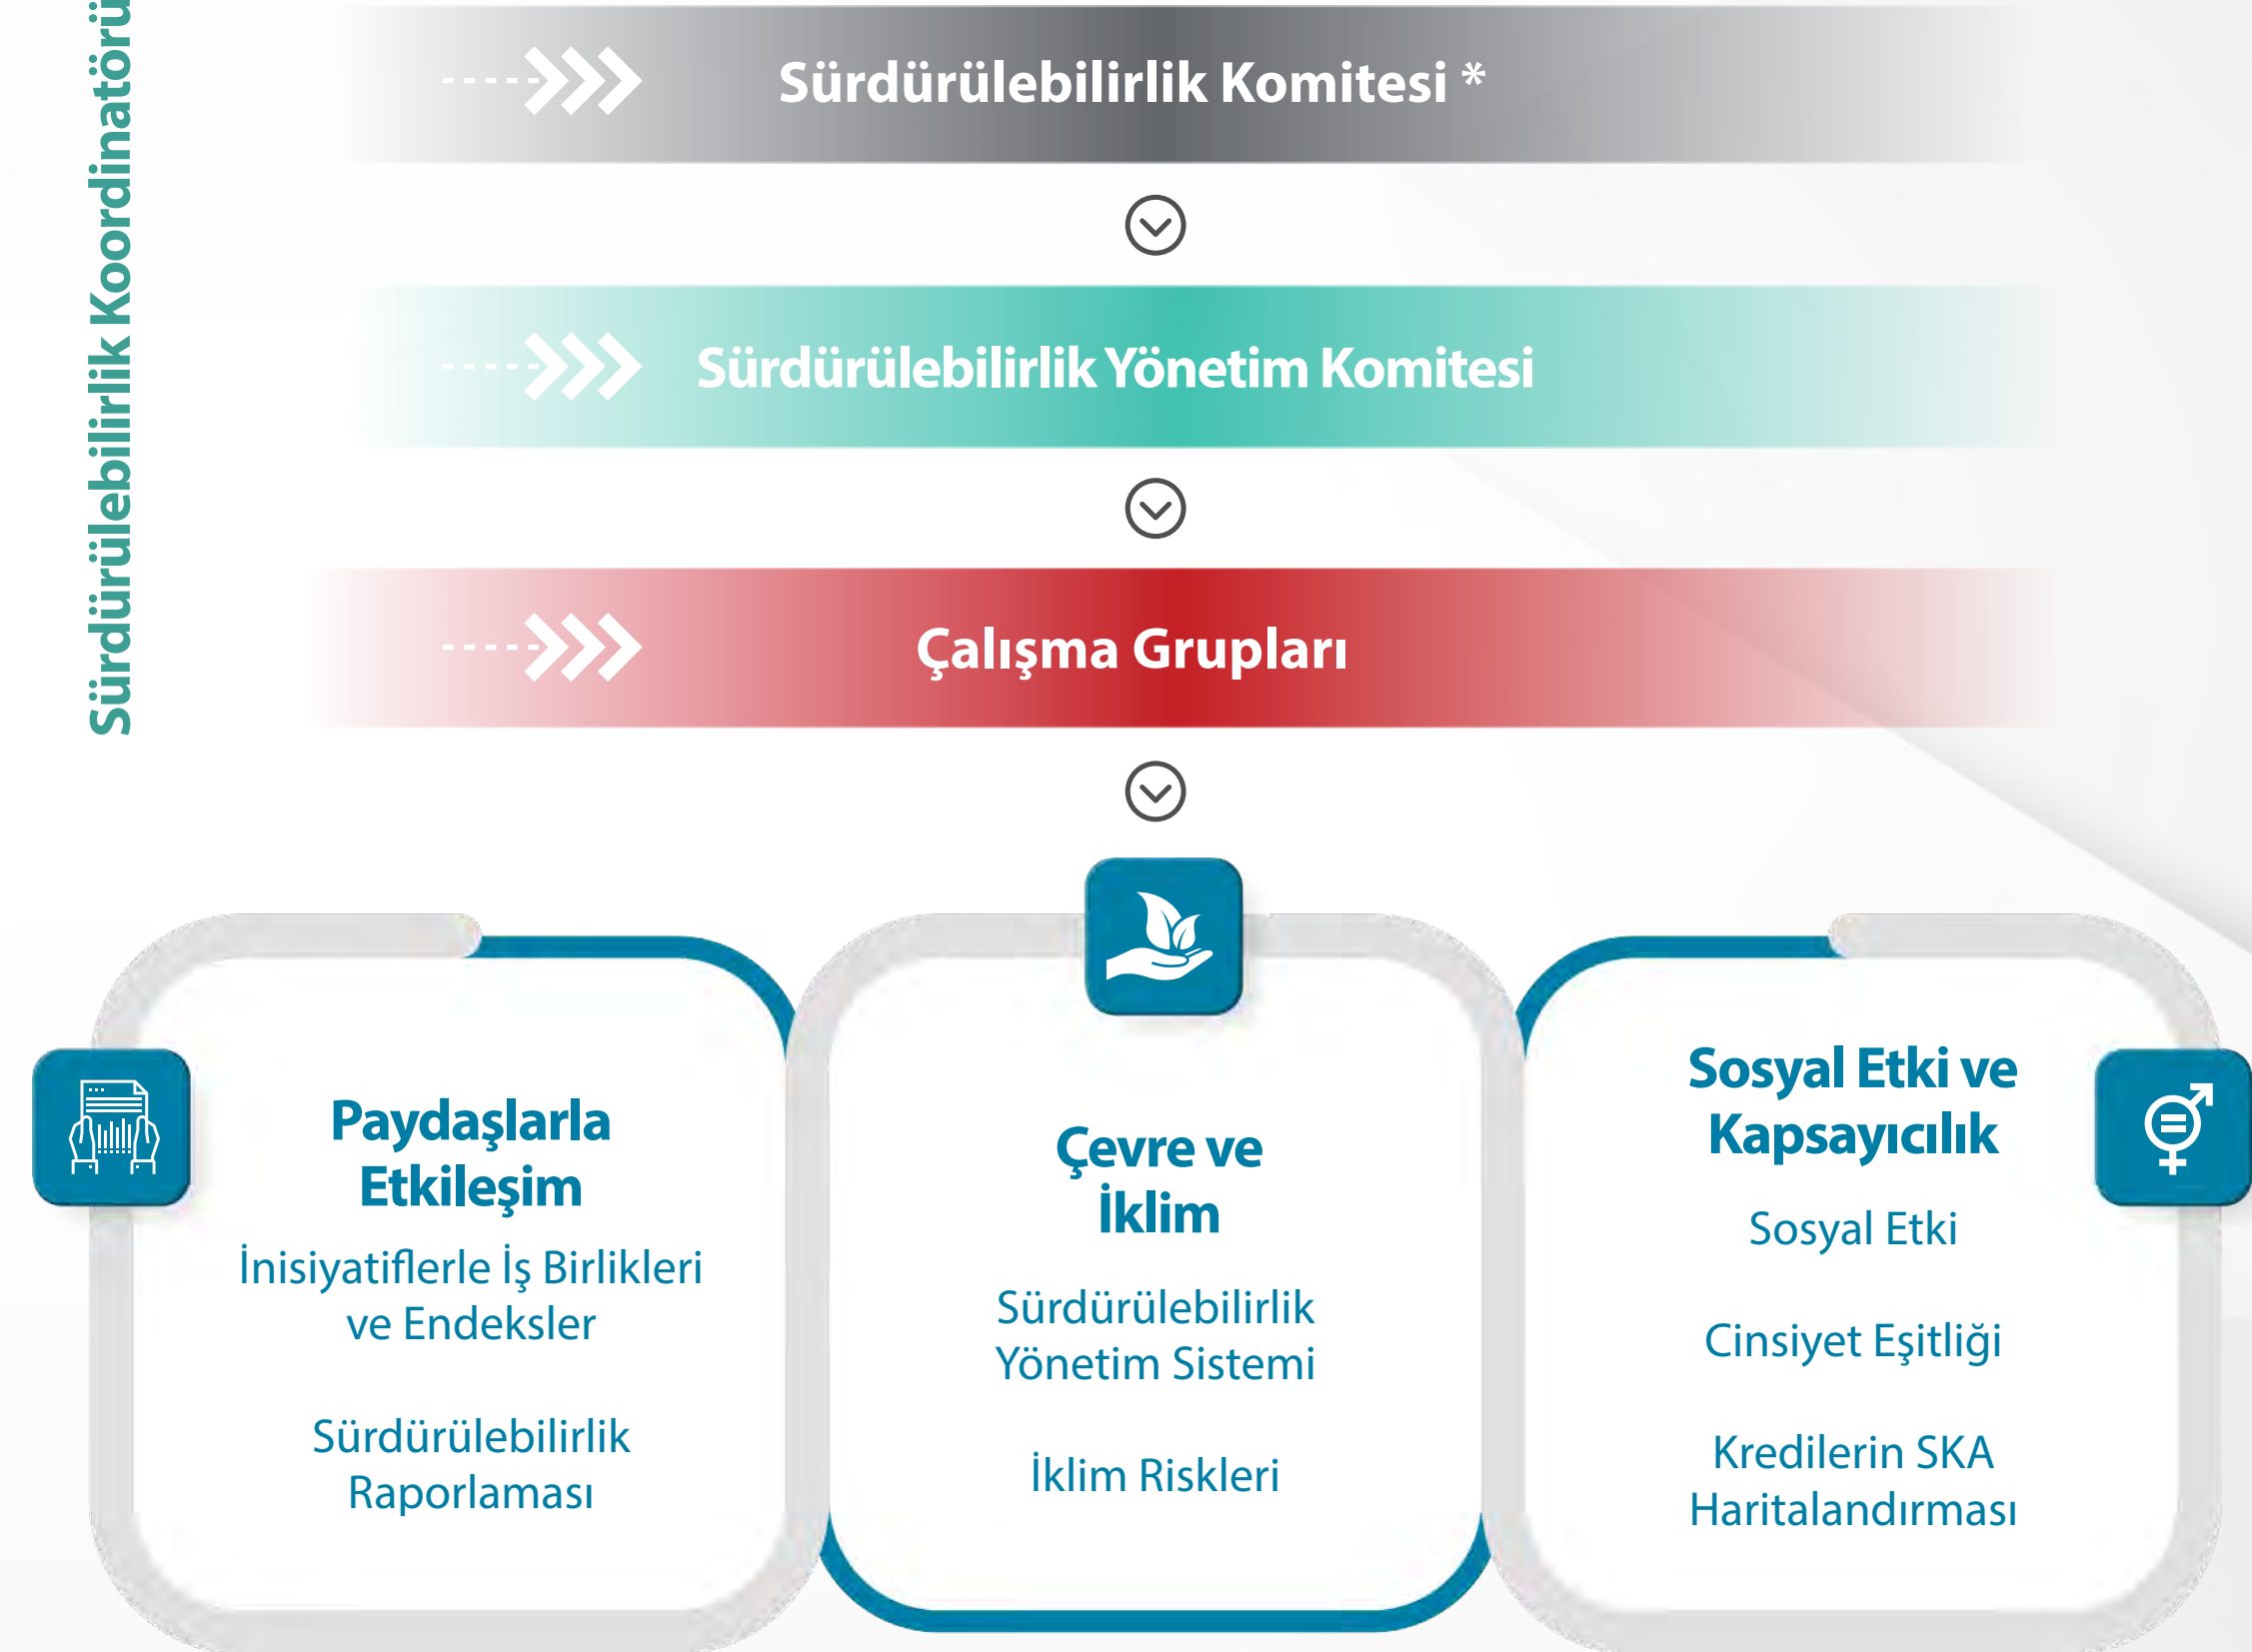 Sürdürülebilirlik Koordinatörü
Sürdürülebilirlik Komitesi *
Sürdürülebilirlik Yönetim Komitesi
Çalışma Grupları
Paydaşlarla
Etkileşim
İnisiyatiflerle İş Birlikleri
ve Endeksler
Sürdürülebilirlik
Raporlaması
Çevre ve
İklim
Sürdürülebilirlik
Yönetim Sistemi
İklim Riskleri
Sosyal Etki ve
Kapsayıcılık
Sosyal Etki
Cinsiyet Eşitliği
Kredilerin SKA
Haritalandırması